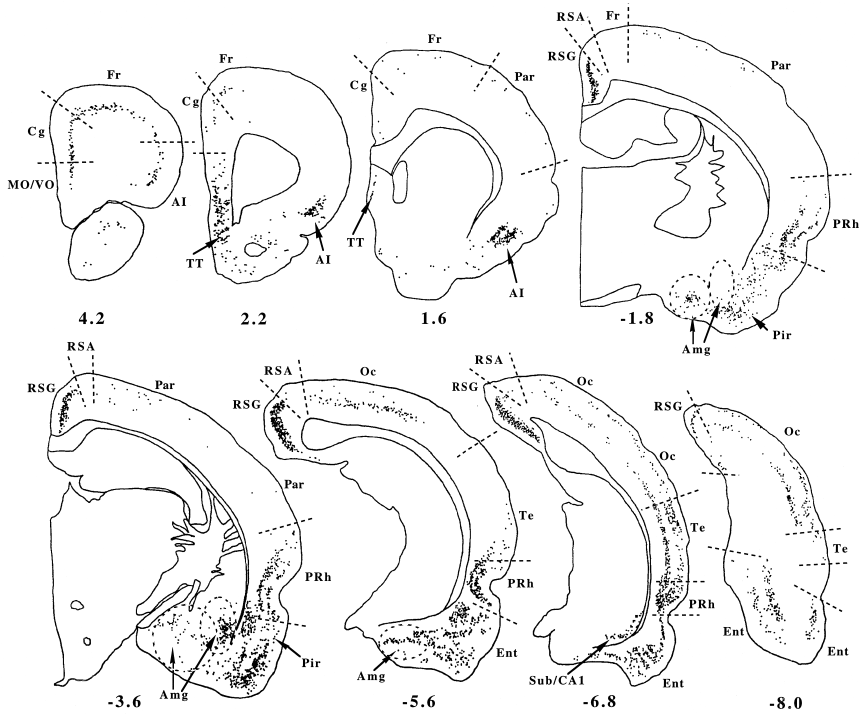 Fr
Cg
MO/VO
AI
4.2
Fr
Cg
TT
AI
2.2
Fr
Cg
Par
TT
AI
1.6
RSA
Fr
RSG
Par
PRh
Pir
Amg
-1.8
RSA
RSG
Par
Par
PRh
Pir
Amg
-3.6
RSA
Oc
RSG
Te
PRh
Ent
Amg
-5.6
RSA
RSG
Oc
Oc
Te
PRh
Sub/CA1
Ent
-6.8
RSG
Oc
Te
Ent
Ent
-8.0